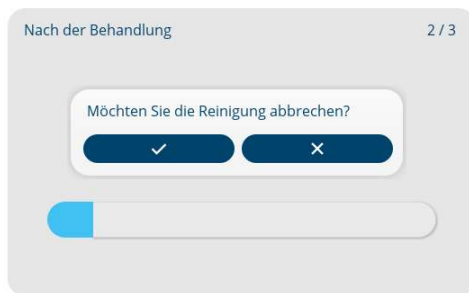 Nach der Behandlung 2 / 3
Möchten Sie die Reinigung abbrechen?